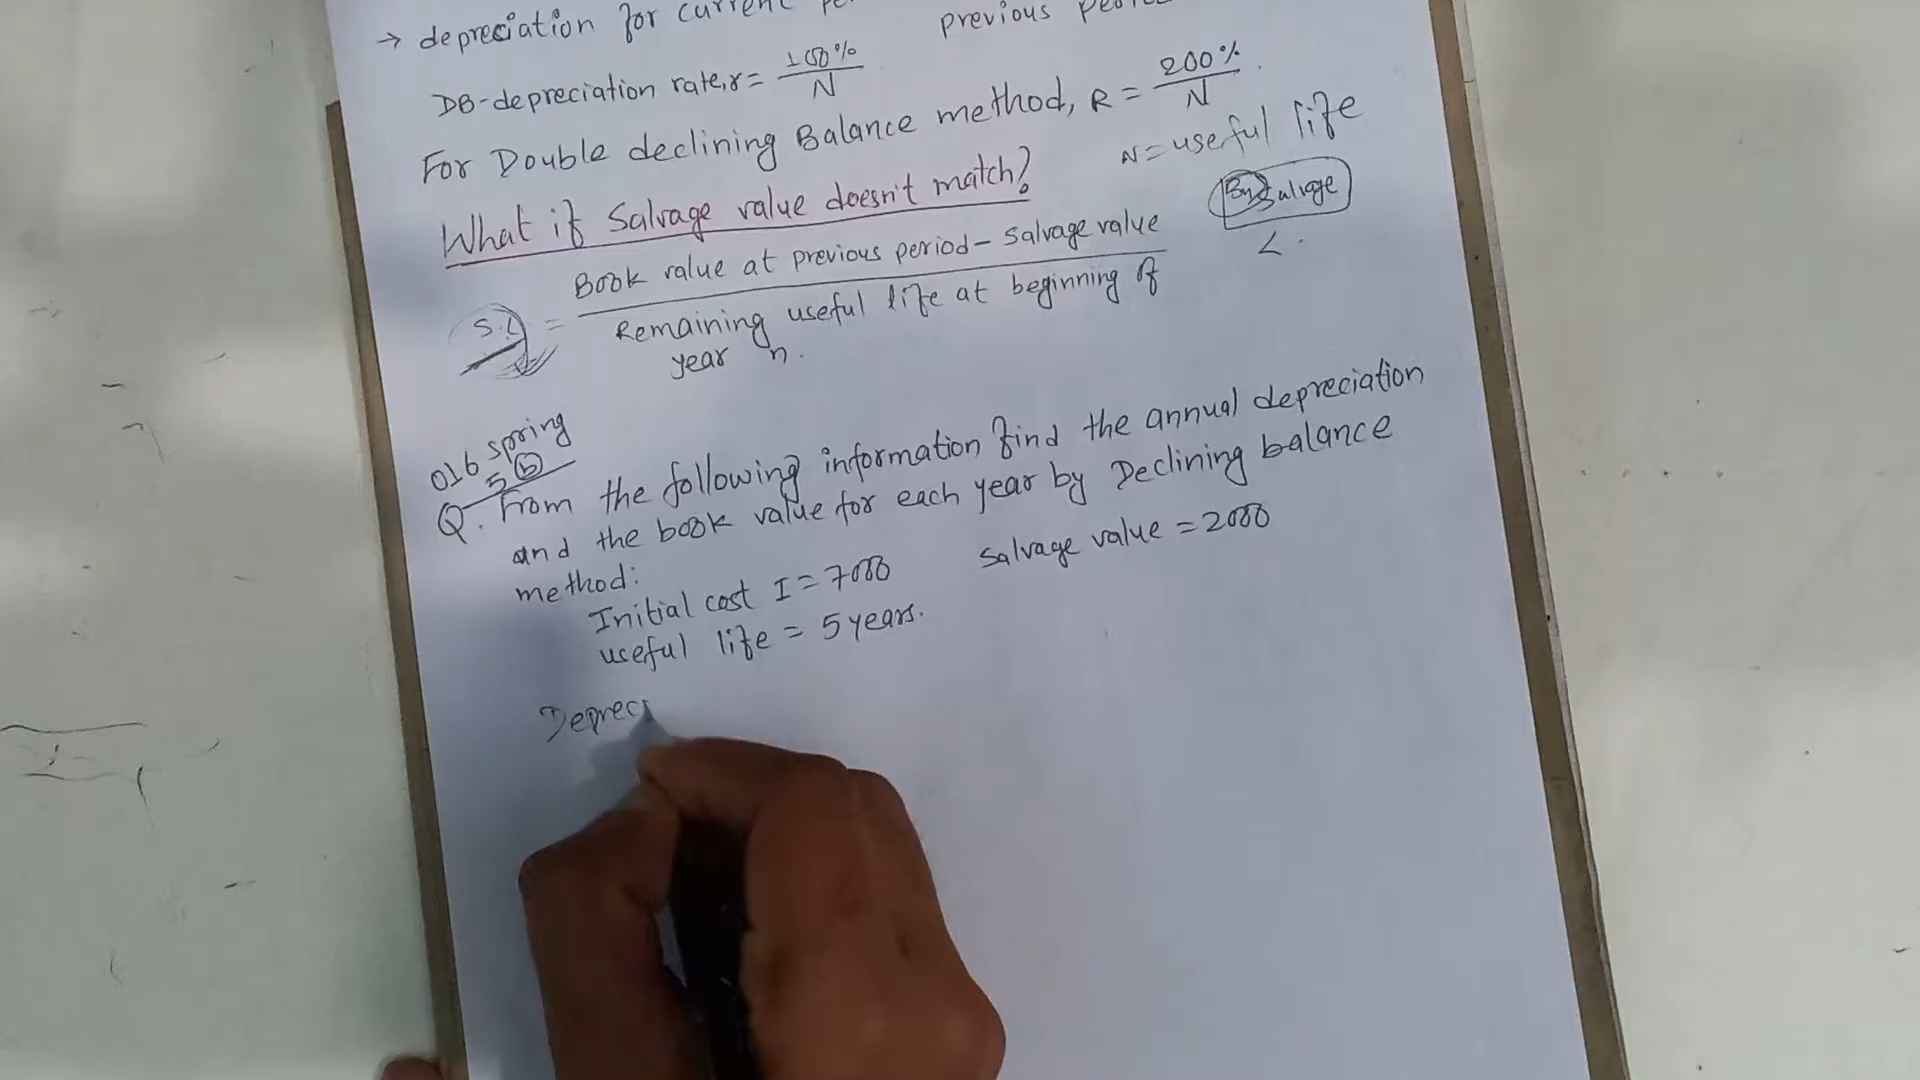 → depreciation for current
previous
DB-depreciation rate, r = 100% / N
For Double declining Balance method, R = 200% / N
N = useful life
What if Salvage value doesn't match?
Salvage
<
S.L = Book value at previous period - Salvage value
Remaining useful life at beginning of
year n.
016 spring
5 (b)
Q. From the following information find the annual depreciation
and the book value for each year by Declining balance
method:
Initial cost I = 7000 Salvage value = 2000
useful life = 5 years.
Depreci